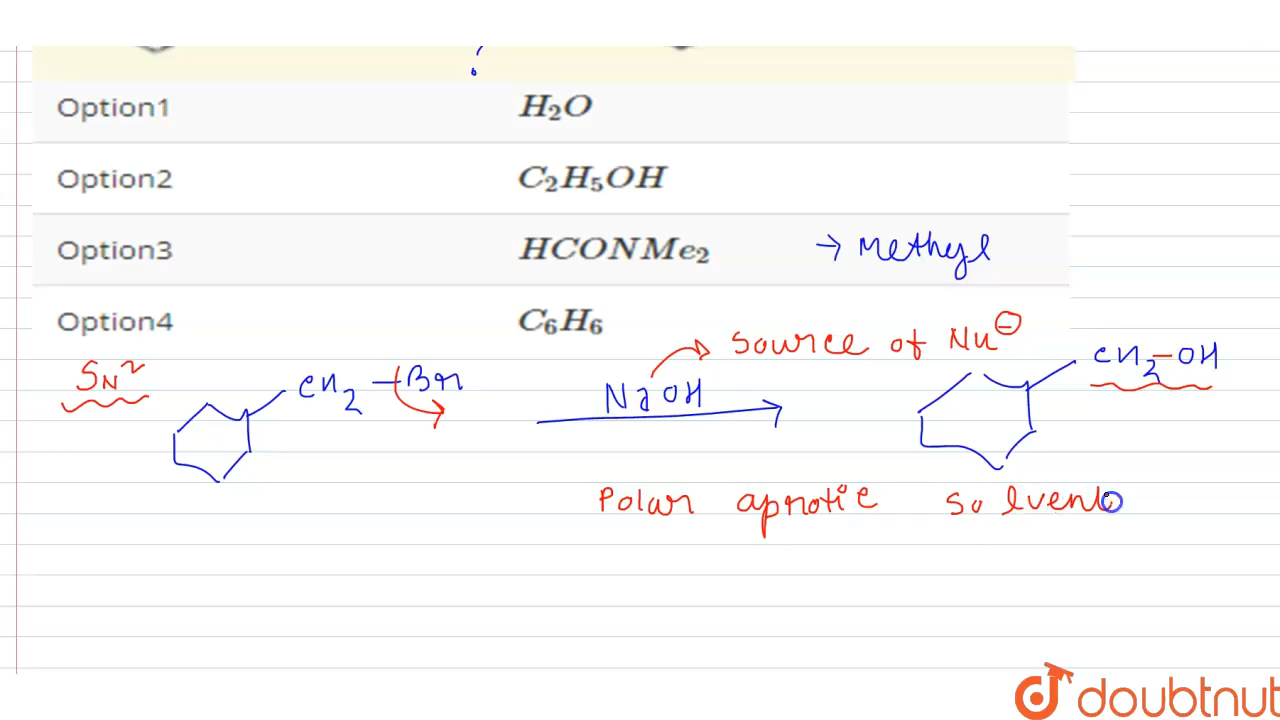 ?
Option1 H₂O
Option2 C₂H₅OH
Option3 HCONMe₂ → Methyl
Option4 C₆H₆
Source of Nu⊖
SN² CH₂—Br NaOH CH₂—OH
Polar aprotic solvent
doubtnut